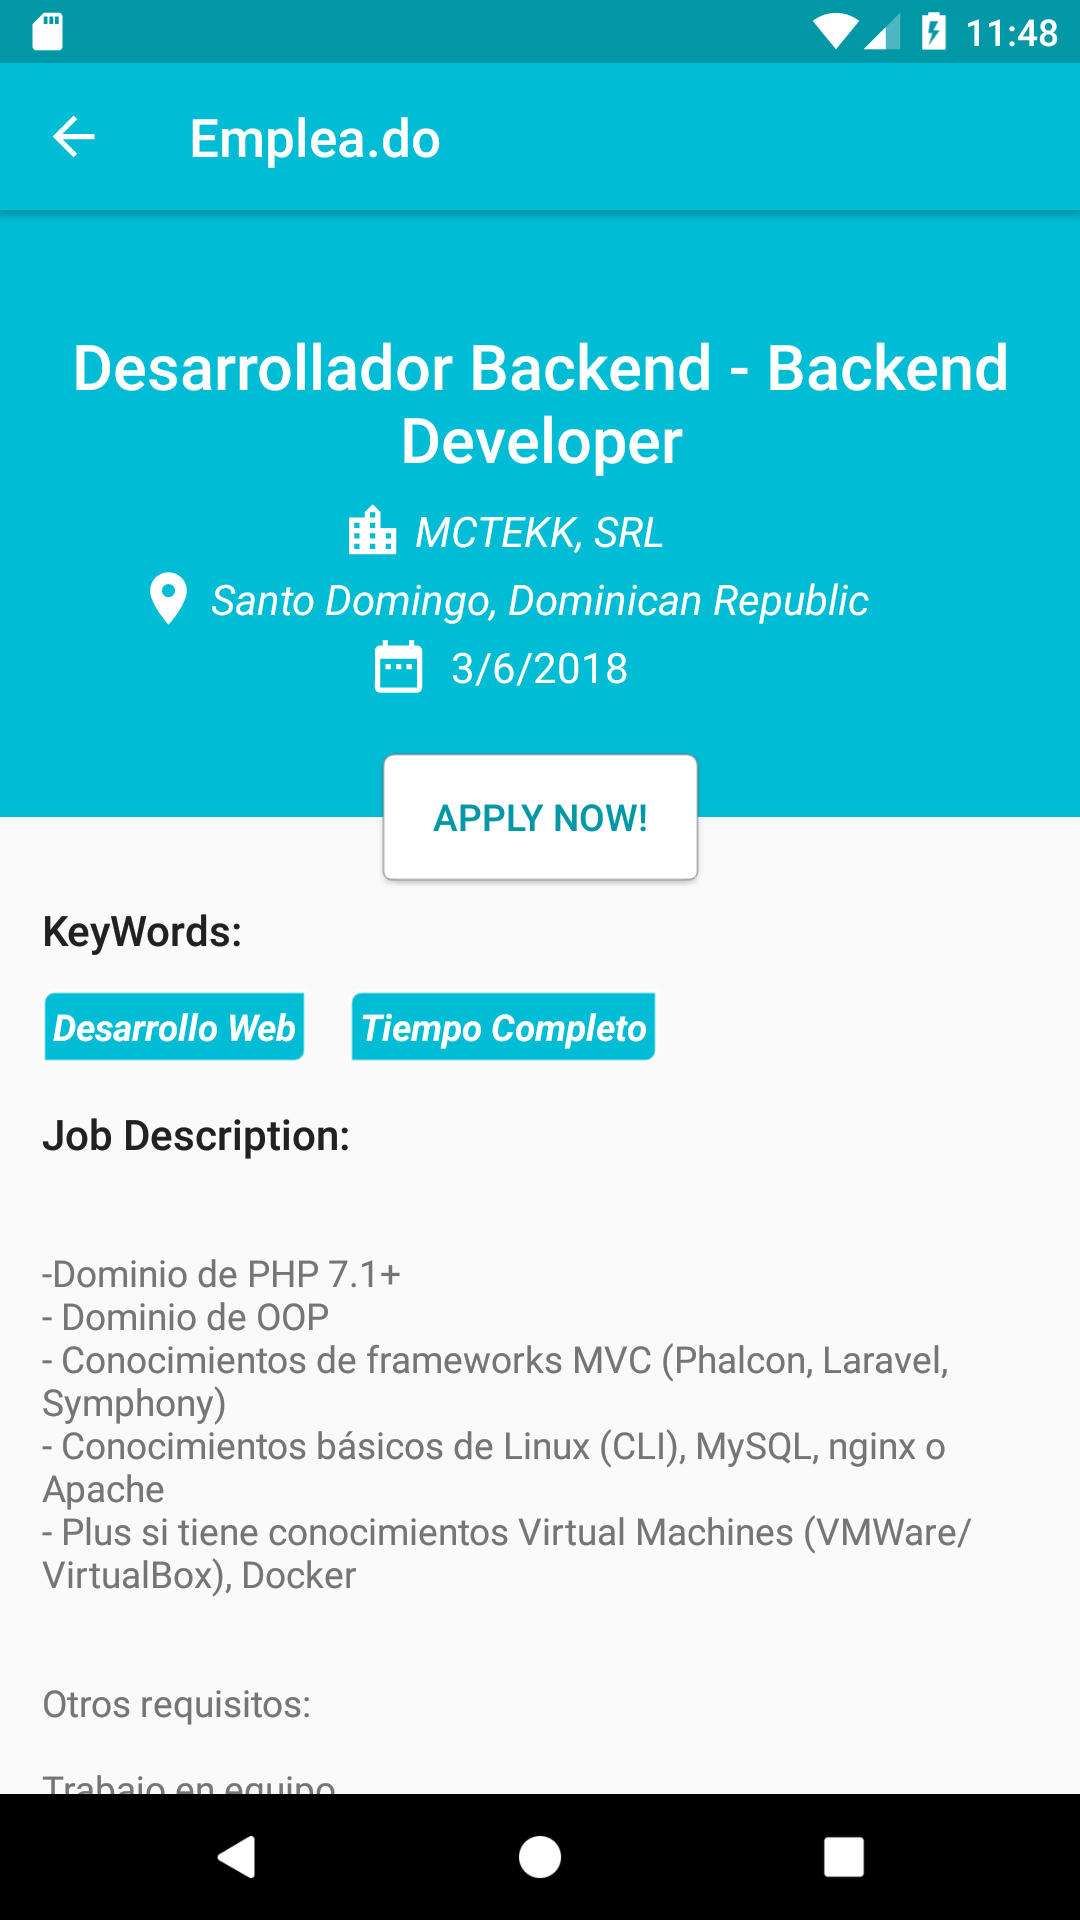 11:48
Emplea.do
Desarrollador Backend - Backend
Developer
MCTEKK, SRL
Santo Domingo, Dominican Republic
3/6/2018
APPLY NOW!
KeyWords:
Desarrollo Web Tiempo Completo
Job Description:
-Dominio de PHP 7.1+
- Dominio de OOP
- Conocimientos de frameworks MVC (Phalcon, Laravel,
Symphony)
- Conocimientos básicos de Linux (CLI), MySQL, nginx o
Apache
- Plus si tiene conocimientos Virtual Machines (VMWare/
VirtualBox), Docker
Otros requisitos:
Trabajo en equipo